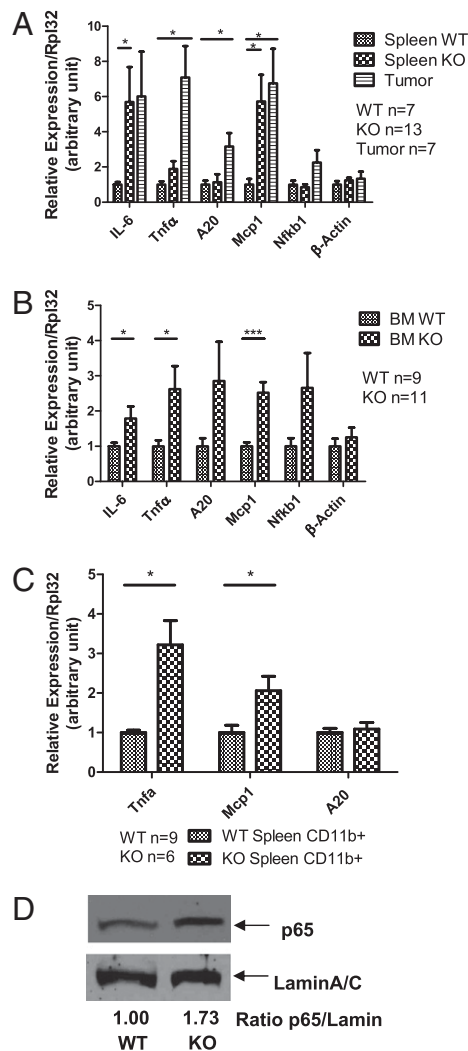 A
Relative Expression/Rpl32
(arbitrary unit)
10
8
6
4
2
0
*
*
*
*
*
IL-6
Tnfα
A20
Mcp1
Nfkb1
β-Actin
Spleen WT
Spleen KO
Tumor
WT n=7
KO n=13
Tumor n=7
B
Relative Expression/Rpl32
(arbitrary unit)
5
4
3
2
1
0
*
*
***
IL-6
Tnfα
A20
Mcp1
Nfkb1
β-Actin
BM WT
BM KO
WT n=9
KO n=11
C
Relative Expression/Rpl32
(arbitrary unit)
5
4
3
2
1
0
*
*
Tnfa
Mcp1
A20
WT n=9
KO n=6
WT Spleen CD11b+
KO Spleen CD11b+
D
p65
LaminA/C
1.00 1.73 Ratio p65/Lamin
WT KO